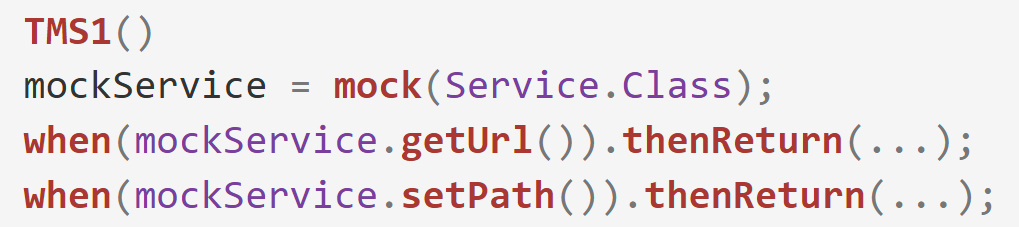 TMS1()
mockService = mock(Service.Class);
when(mockService.getUrl()).thenReturn(...);
when(mockService.setPath()).thenReturn(...);